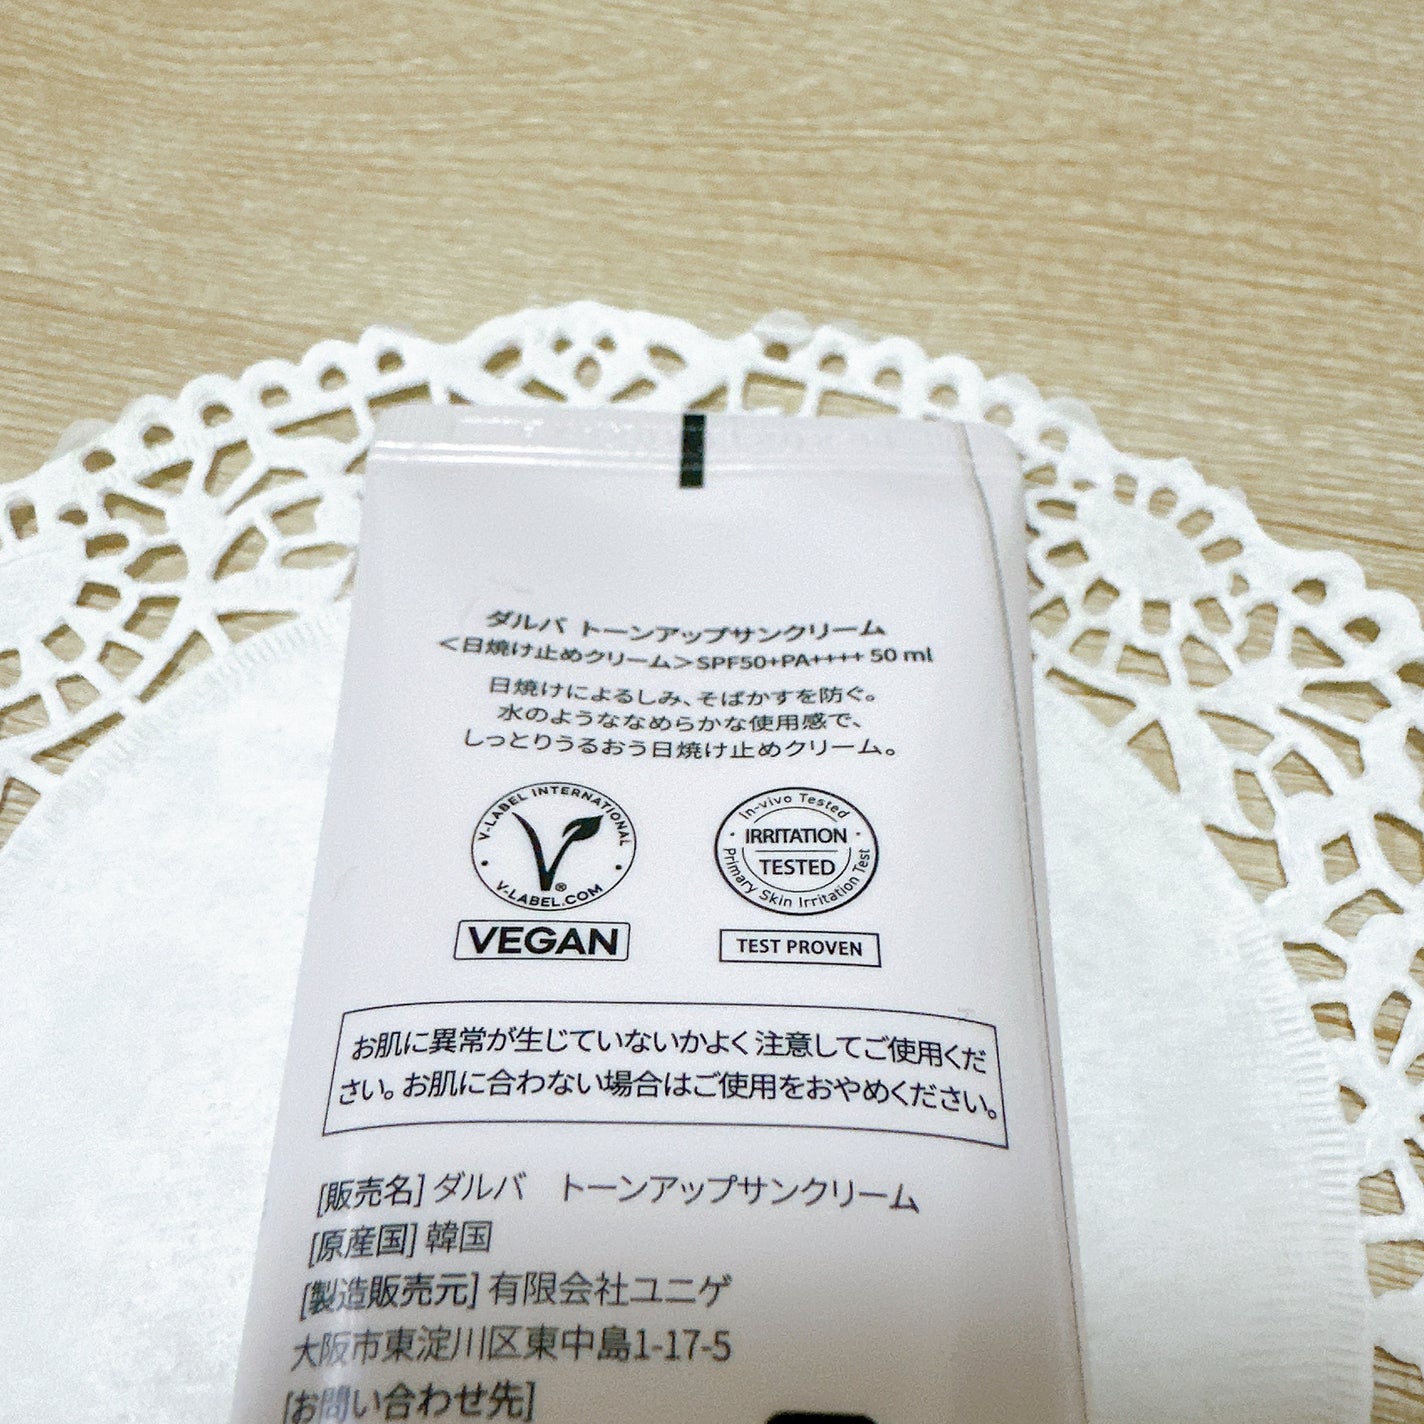 ダルバ トーンアップサンクリーム
<日焼け止めクリーム>SPF50+PA++++ 50 ml
日焼けによるしみ、そばかすを防ぐ。
水のようななめらかな使用感で、
しっとりうるおう日焼け止めクリーム。
V-LABEL INTERNATIONAL
V-LABEL.COM
®
VEGAN
In-vivo Tested
IRRITATION
TESTED
Primary Skin Irritation Test
TEST PROVEN
お肌に異常が生じていないかよく注意してご使用くだ
さい。お肌に合わない場合はご使用をおやめください。
[販売名] ダルバ　トーンアップサンクリーム
[原産国] 韓国
[製造販売元] 有限会社ユニゲ
大阪市東淀川区東中島1-17-5
[お問い合わせ先]